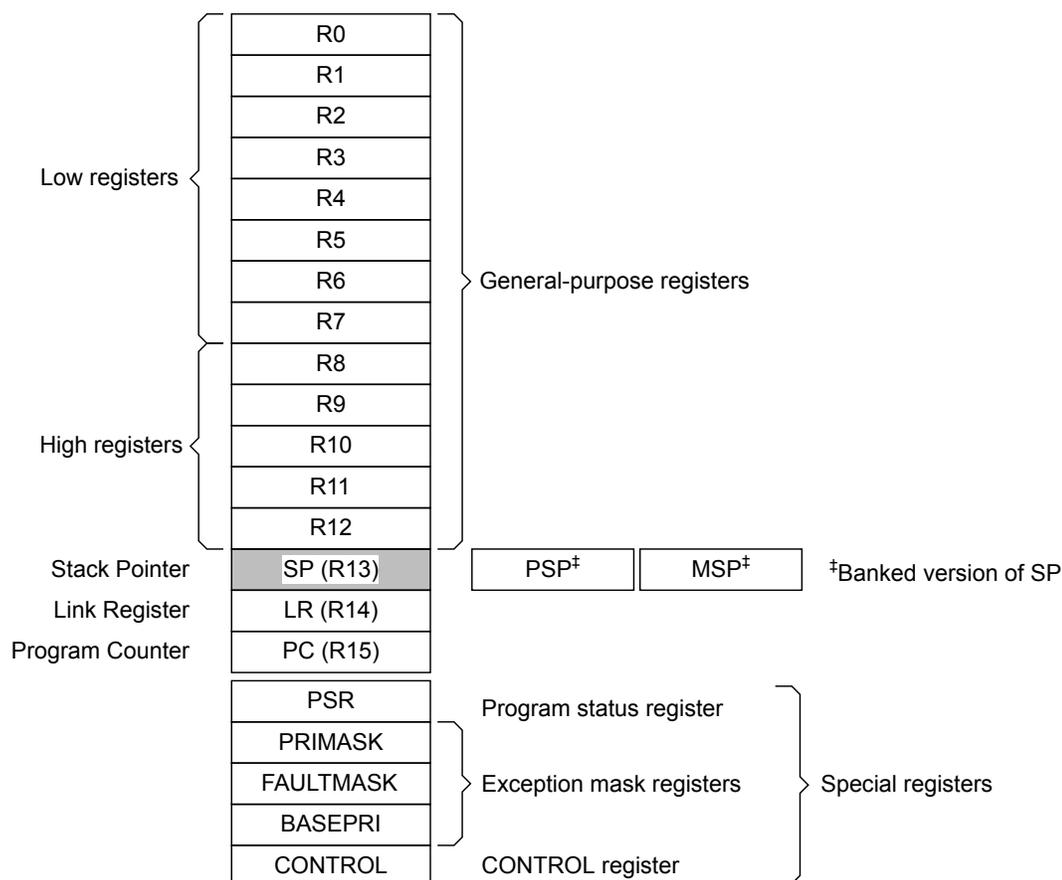 R0
R1
R2
Low registers
R3
R4
R5
R6
General-purpose registers
R7
R8
R9
High registers
R10
R11
R12
Stack Pointer SP (R13) PSP‡ MSP‡ ‡Banked version of SP
Link Register LR (R14)
Program Counter PC (R15)
PSR Program status register
PRIMASK
FAULTMASK Exception mask registers Special registers
BASEPRI
CONTROL CONTROL register